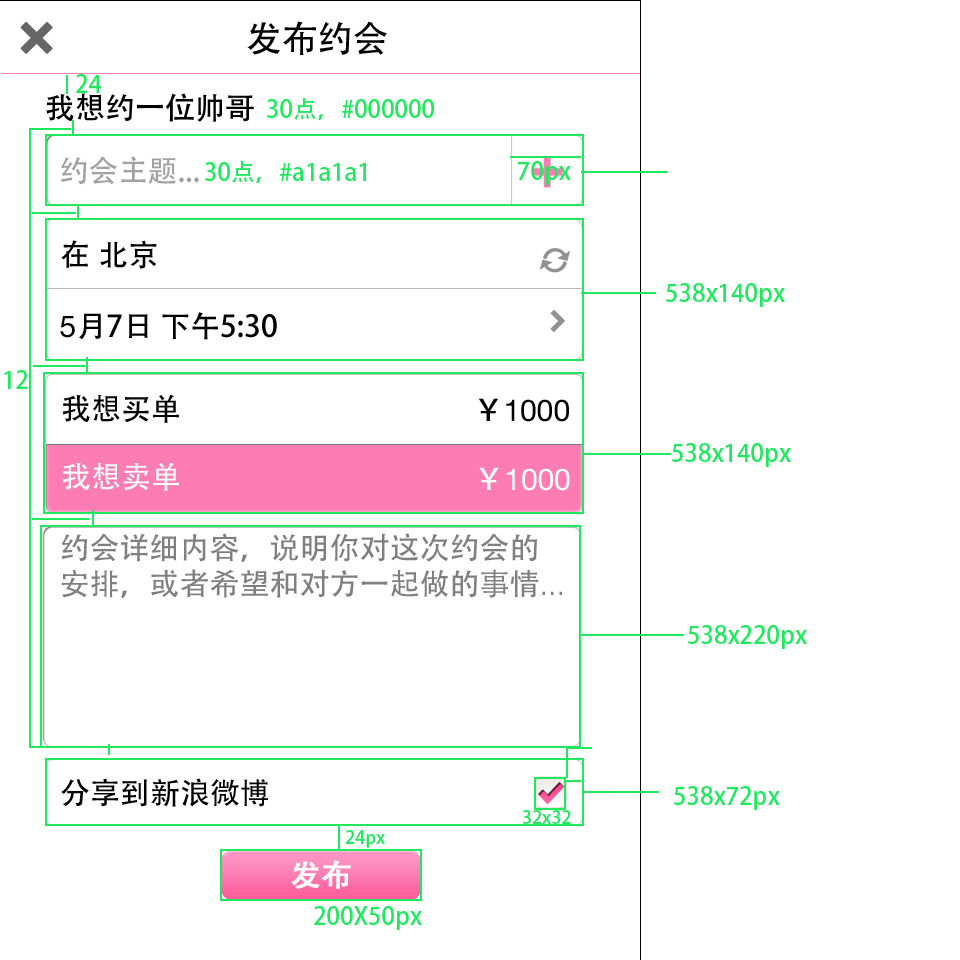 发布约会
24
我想约一位帅哥 30点，#000000
约会主题... 30点，#a1a1a1 70px
在 北京
538x140px
5月7日 下午5:30
12
我想买单 ￥1000
538x140px
我想卖单 ￥1000
约会详细内容，说明你对这次约会的
安排，或者希望和对方一起做的事情...
538x220px
分享到新浪微博
538x72px
32x32
24px
发布
200X50px